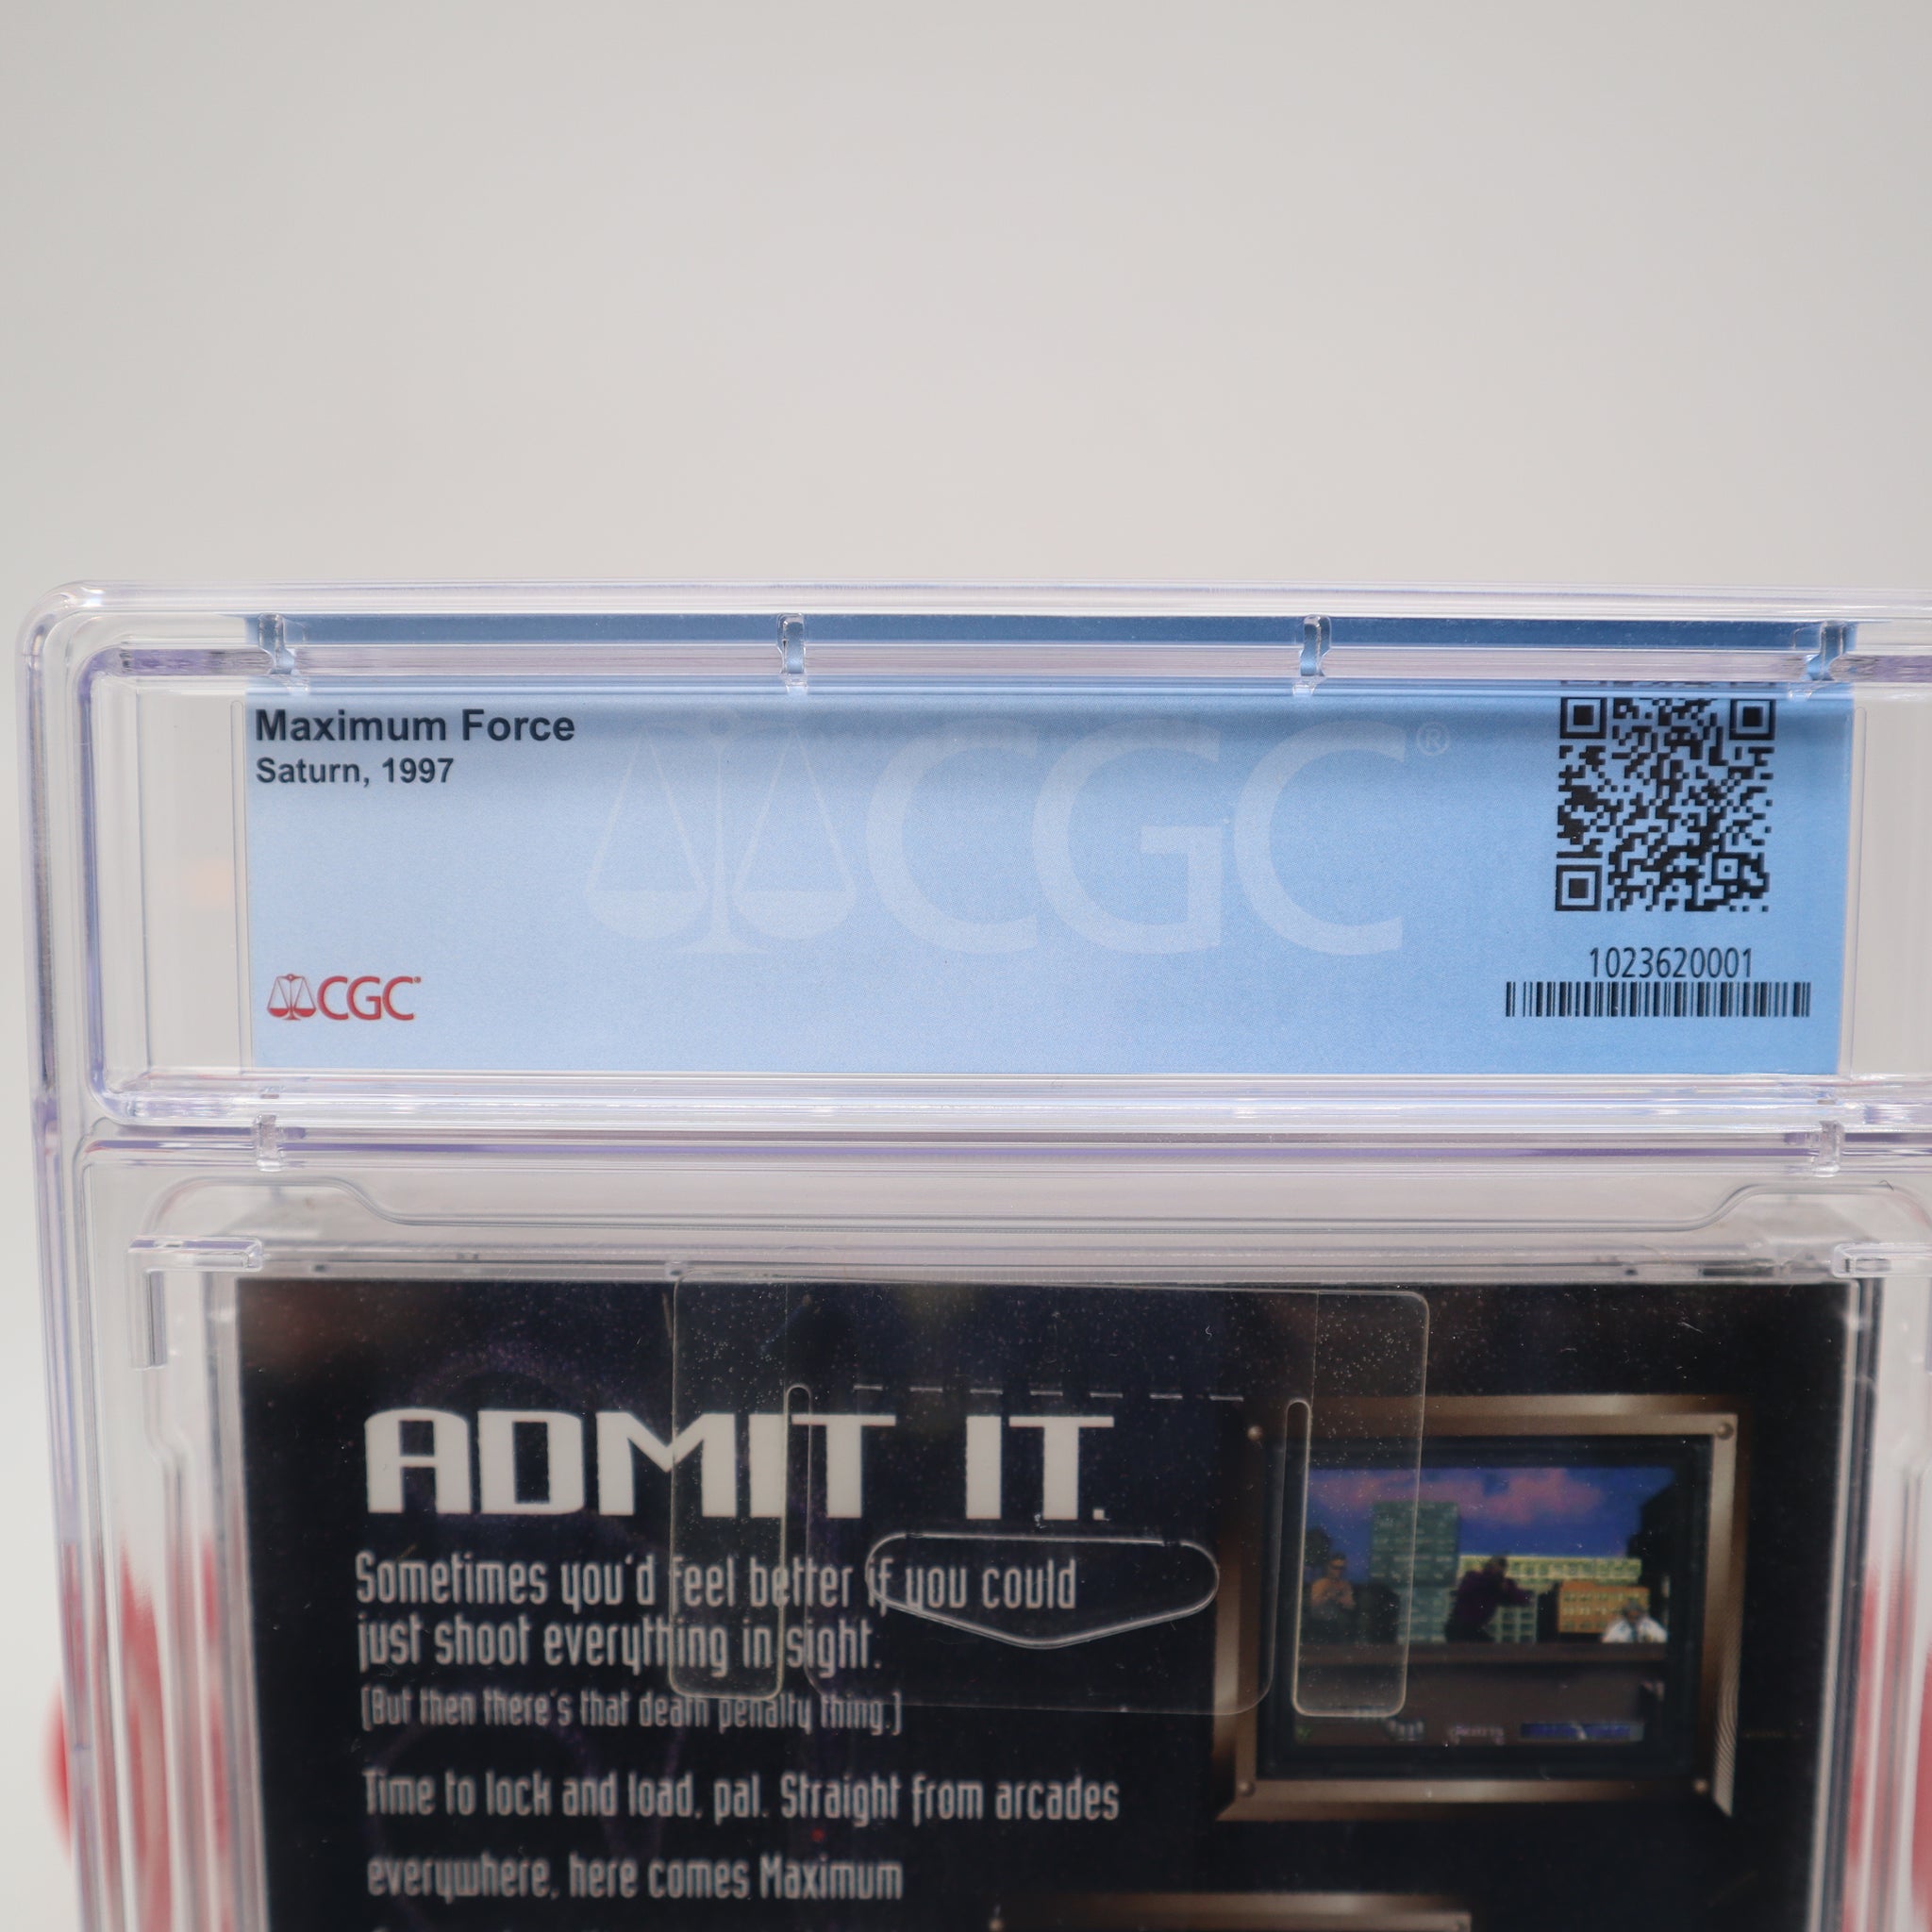 Maximum Force
Saturn, 1997
CGC®
CGC
1023620001
ADMIT IT.
Sometimes you'd feel better if you could
just shoot everything in sight.
(But then there's that death penalty thing.)
Time to lock and load, pal. Straight from arcades
everywhere, here comes Maximum